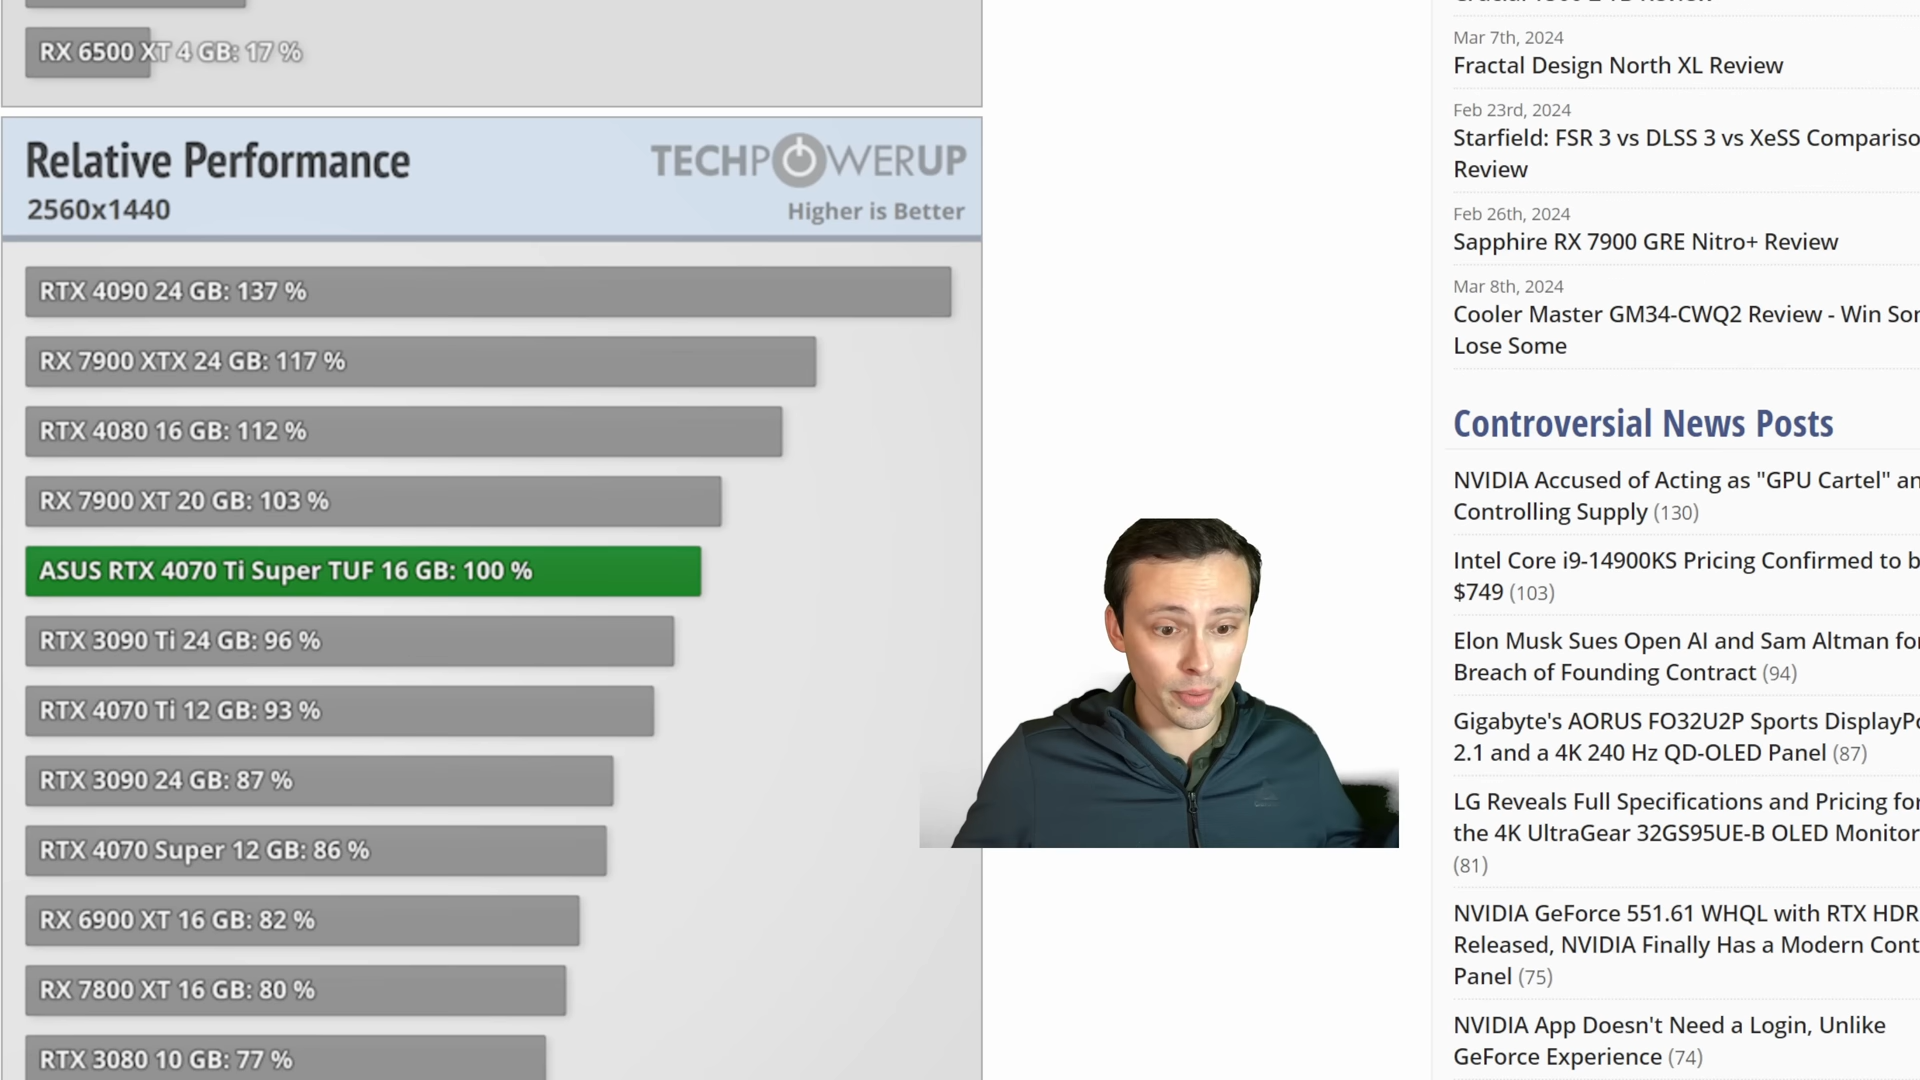 RX 6500 XT 4 GB: 17 %
Relative Performance
2560x1440
TECHPOWERUP
Higher is Better
RTX 4090 24 GB: 137 %
RX 7900 XTX 24 GB: 117 %
RTX 4080 16 GB: 112 %
RX 7900 XT 20 GB: 103 %
ASUS RTX 4070 Ti Super TUF 16 GB: 100 %
RTX 3090 Ti 24 GB: 96 %
RTX 4070 Ti 12 GB: 93 %
RTX 3090 24 GB: 87 %
RTX 4070 Super 12 GB: 86 %
RX 6900 XT 16 GB: 82 %
RX 7800 XT 16 GB: 80 %
RTX 3080 10 GB: 77 %
Mar 7th, 2024
Fractal Design North XL Review
Feb 23rd, 2024
Starfield: FSR 3 vs DLSS 3 vs XeSS Compariso
Review
Feb 26th, 2024
Sapphire RX 7900 GRE Nitro+ Review
Mar 8th, 2024
Cooler Master GM34-CWQ2 Review - Win So
Lose Some
Controversial News Posts
NVIDIA Accused of Acting as "GPU Cartel" an
Controlling Supply (130)
Intel Core i9-14900KS Pricing Confirmed to b
$749 (103)
Elon Musk Sues Open AI and Sam Altman for
Breach of Founding Contract (94)
Gigabyte's AORUS FO32U2P Sports DisplayPo
2.1 and a 4K 240 Hz QD-OLED Panel (87)
LG Reveals Full Specifications and Pricing for
the 4K UltraGear 32GS95UE-B OLED Monitor
(81)
NVIDIA GeForce 551.61 WHQL with RTX HDR
Released, NVIDIA Finally Has a Modern Cont
Panel (75)
NVIDIA App Doesn't Need a Login, Unlike
GeForce Experience (74)